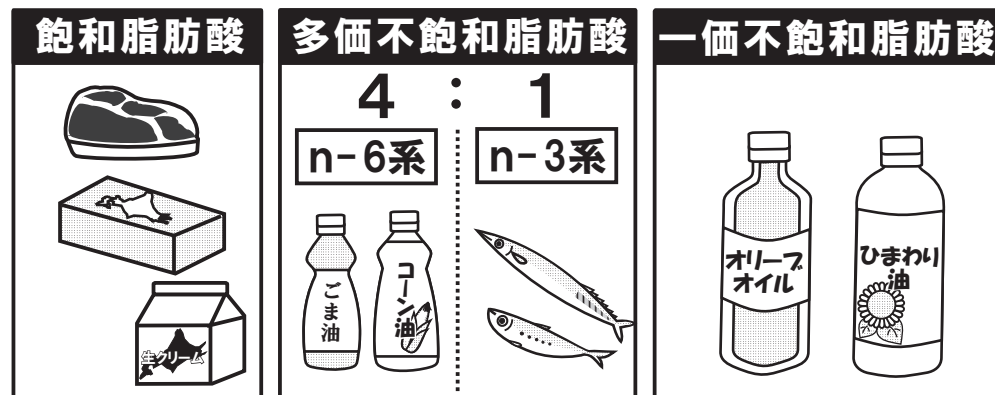 飽和脂肪酸
多価不飽和脂肪酸
一価不飽和脂肪酸
4 : 1
n-6系
n-3系
生クリーム
ごま油
コーン油
オリーブ
オイル
ひまわり
油